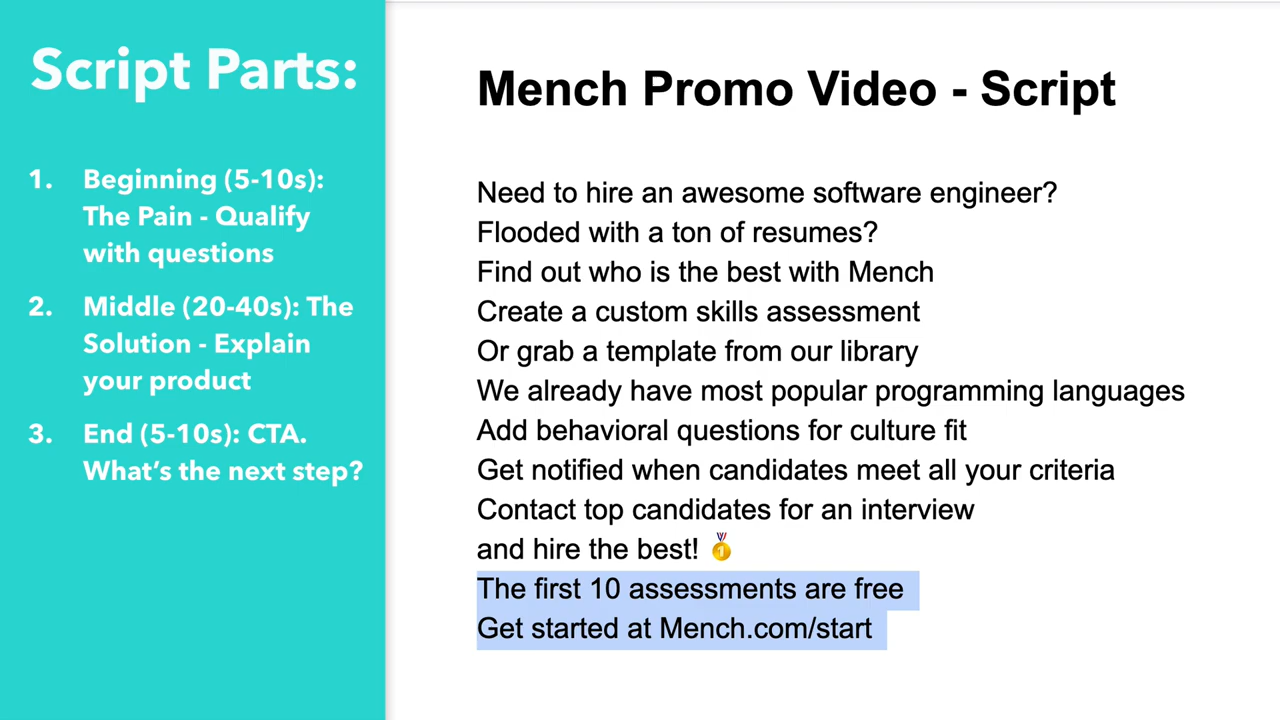 Script Parts:
1. Beginning (5-10s):
The Pain - Qualify
with questions
2. Middle (20-40s): The
Solution - Explain
your product
3. End (5-10s): CTA.
What's the next step?
Mench Promo Video - Script
Need to hire an awesome software engineer?
Flooded with a ton of resumes?
Find out who is the best with Mench
Create a custom skills assessment
Or grab a template from our library
We already have most popular programming languages
Add behavioral questions for culture fit
Get notified when candidates meet all your criteria
Contact top candidates for an interview
and hire the best! 🥇
The first 10 assessments are free
Get started at Mench.com/start